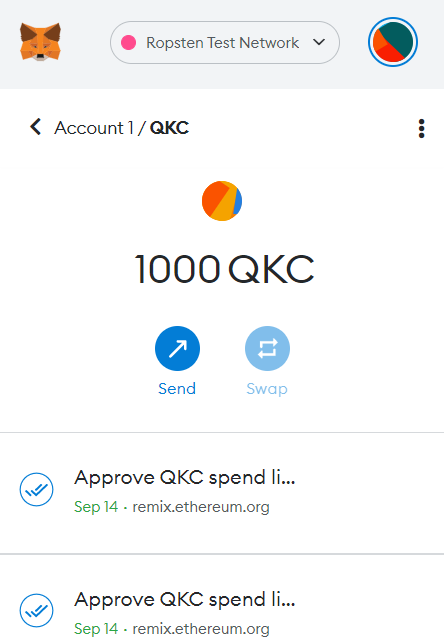 Ropsten Test Network
Account 1 / QKC
1000 QKC
Send Swap
Approve QKC spend li...
Sep 14 · remix.ethereum.org
Approve QKC spend li...
Sep 14 · remix.ethereum.org